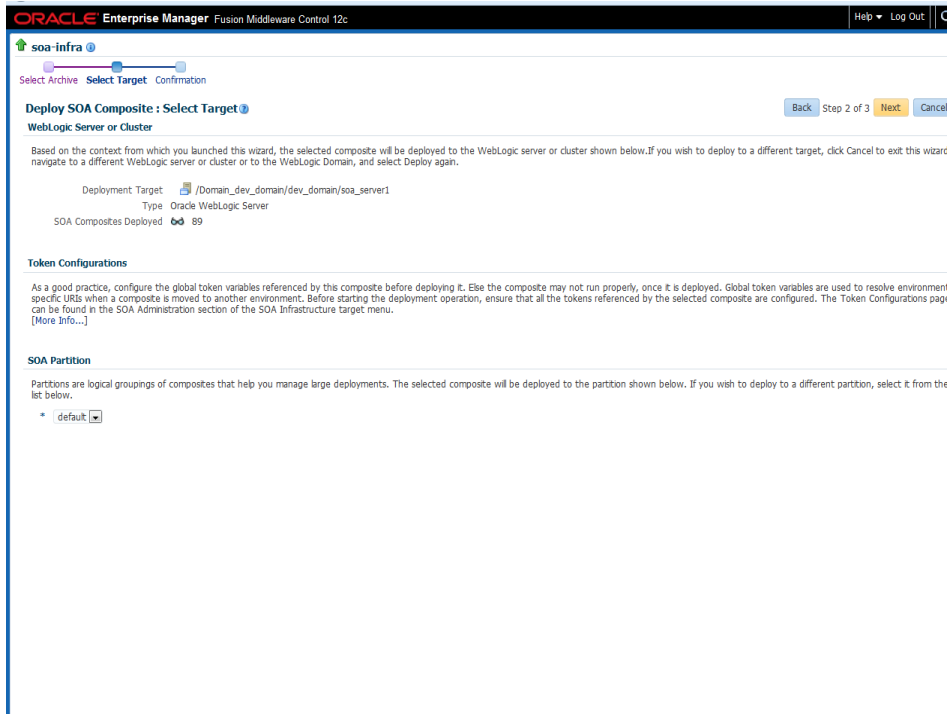 ORACLE Enterprise Manager Fusion Middleware Control 12c
Help Log Out
soa-infra
Select Archive Select Target Confirmation
Deploy SOA Composite : Select Target
Back Step 2 of 3 Next Cancel
WebLogic Server or Cluster
Based on the context from which you launched this wizard, the selected composite will be deployed to the WebLogic server or cluster shown below.If you wish to deploy to a different target, click Cancel to exit this wizard
navigate to a different WebLogic server or cluster or to the WebLogic Domain, and select Deploy again.
Deployment Target /Domain_dev_domain/dev_domain/soa_server1
Type Oracle WebLogic Server
SOA Composites Deployed 89
Token Configurations
As a good practice, configure the global token variables referenced by this composite before deploying it. Else the composite may not run properly, once it is deployed. Global token variables are used to resolve environment
specific URIs when a composite is moved to another environment. Before starting the deployment operation, ensure that all the tokens referenced by the selected composite are configured. The Token Configurations page
can be found in the SOA Administration section of the SOA Infrastructure target menu.
[More Info...]
SOA Partition
Partitions are logical groupings of composites that help you manage large deployments. The selected composite will be deployed to the partition shown below. If you wish to deploy to a different partition, select it from the
list below.
* default